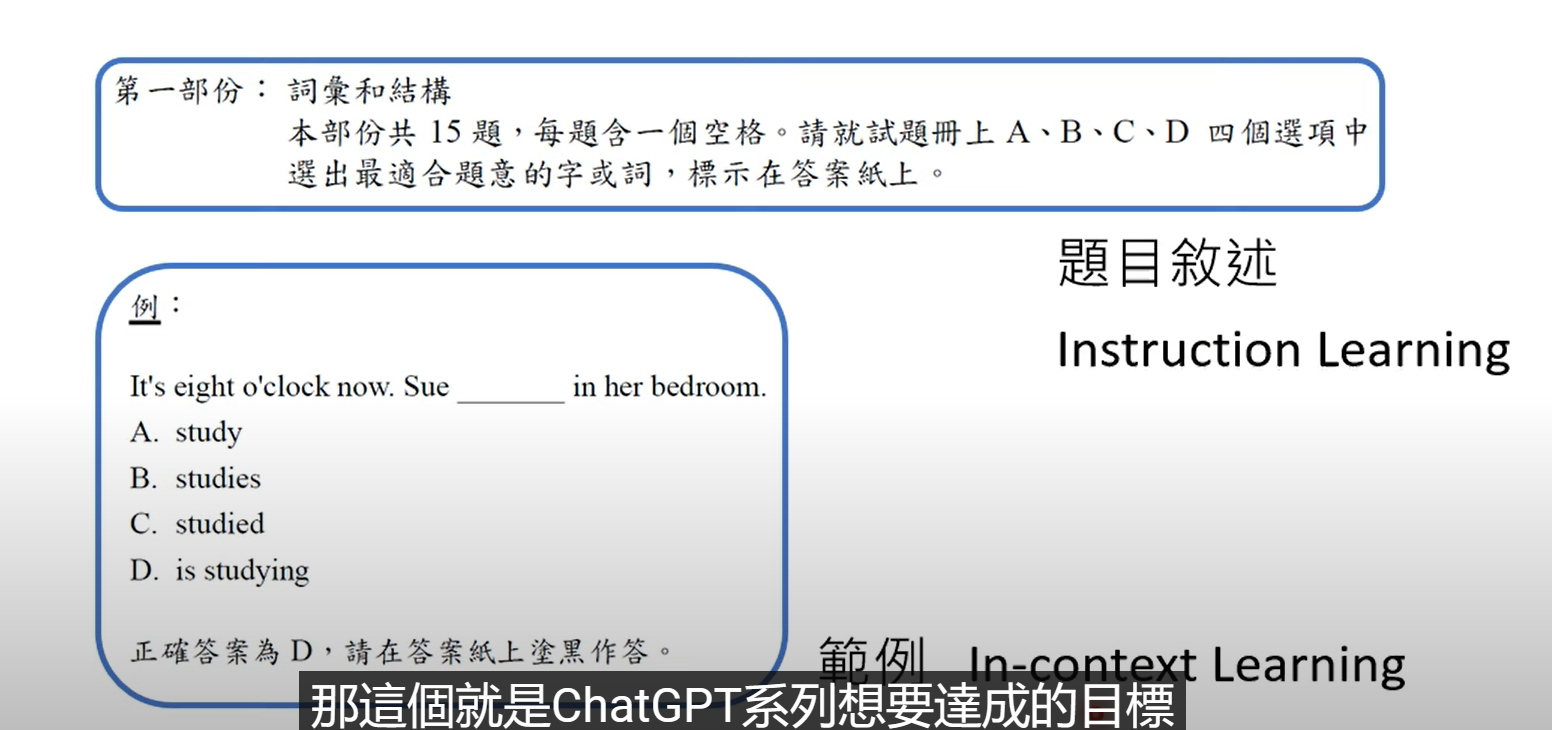 第一部份： 詞彙和結構
本部份共 15 題，每題含一個空格。請就試題冊上 A、B、C、D 四個選項中
選出最適合題意的字或詞，標示在答案紙上。
題目敘述
Instruction Learning
例：
It's eight o'clock now. Sue ________ in her bedroom.
A. study
B. studies
C. studied
D. is studying
正確答案為 D，請在答案紙上塗黑作答。
範例 In-context Learning
那這個就是ChatGPT系列想要達成的目標